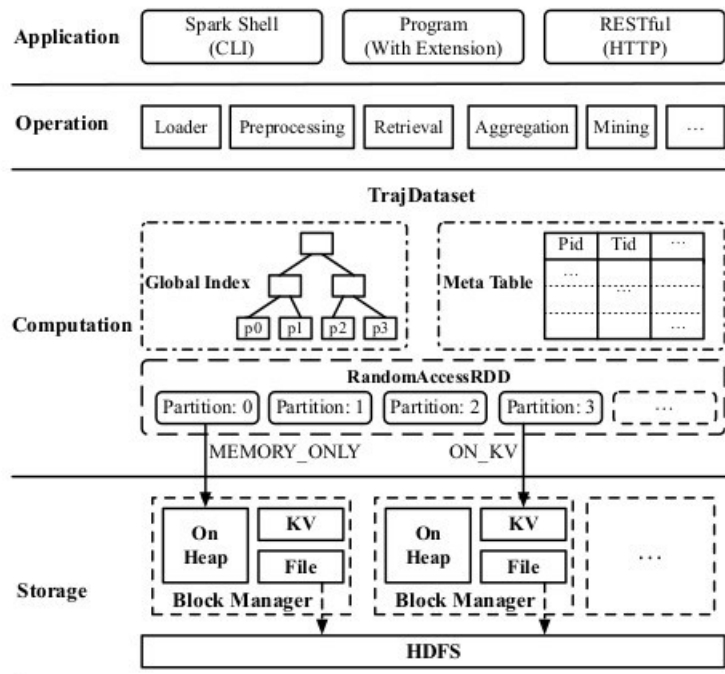 Application
Spark Shell
(CLI)
Program
(With Extension)
RESTful
(HTTP)
Operation
Loader
Preprocessing
Retrieval
Aggregation
Mining
...
TrajDataset
Computation
Global Index
p0
p1
p2
p3
Meta Table
Pid
Tid
...
...
...
...
RandomAccessRDD
Partition: 0
Partition: 1
Partition: 2
Partition: 3
...
MEMORY_ONLY
ON_KV
Storage
On
Heap
KV
File
Block Manager
On
Heap
KV
File
Block Manager
...
HDFS